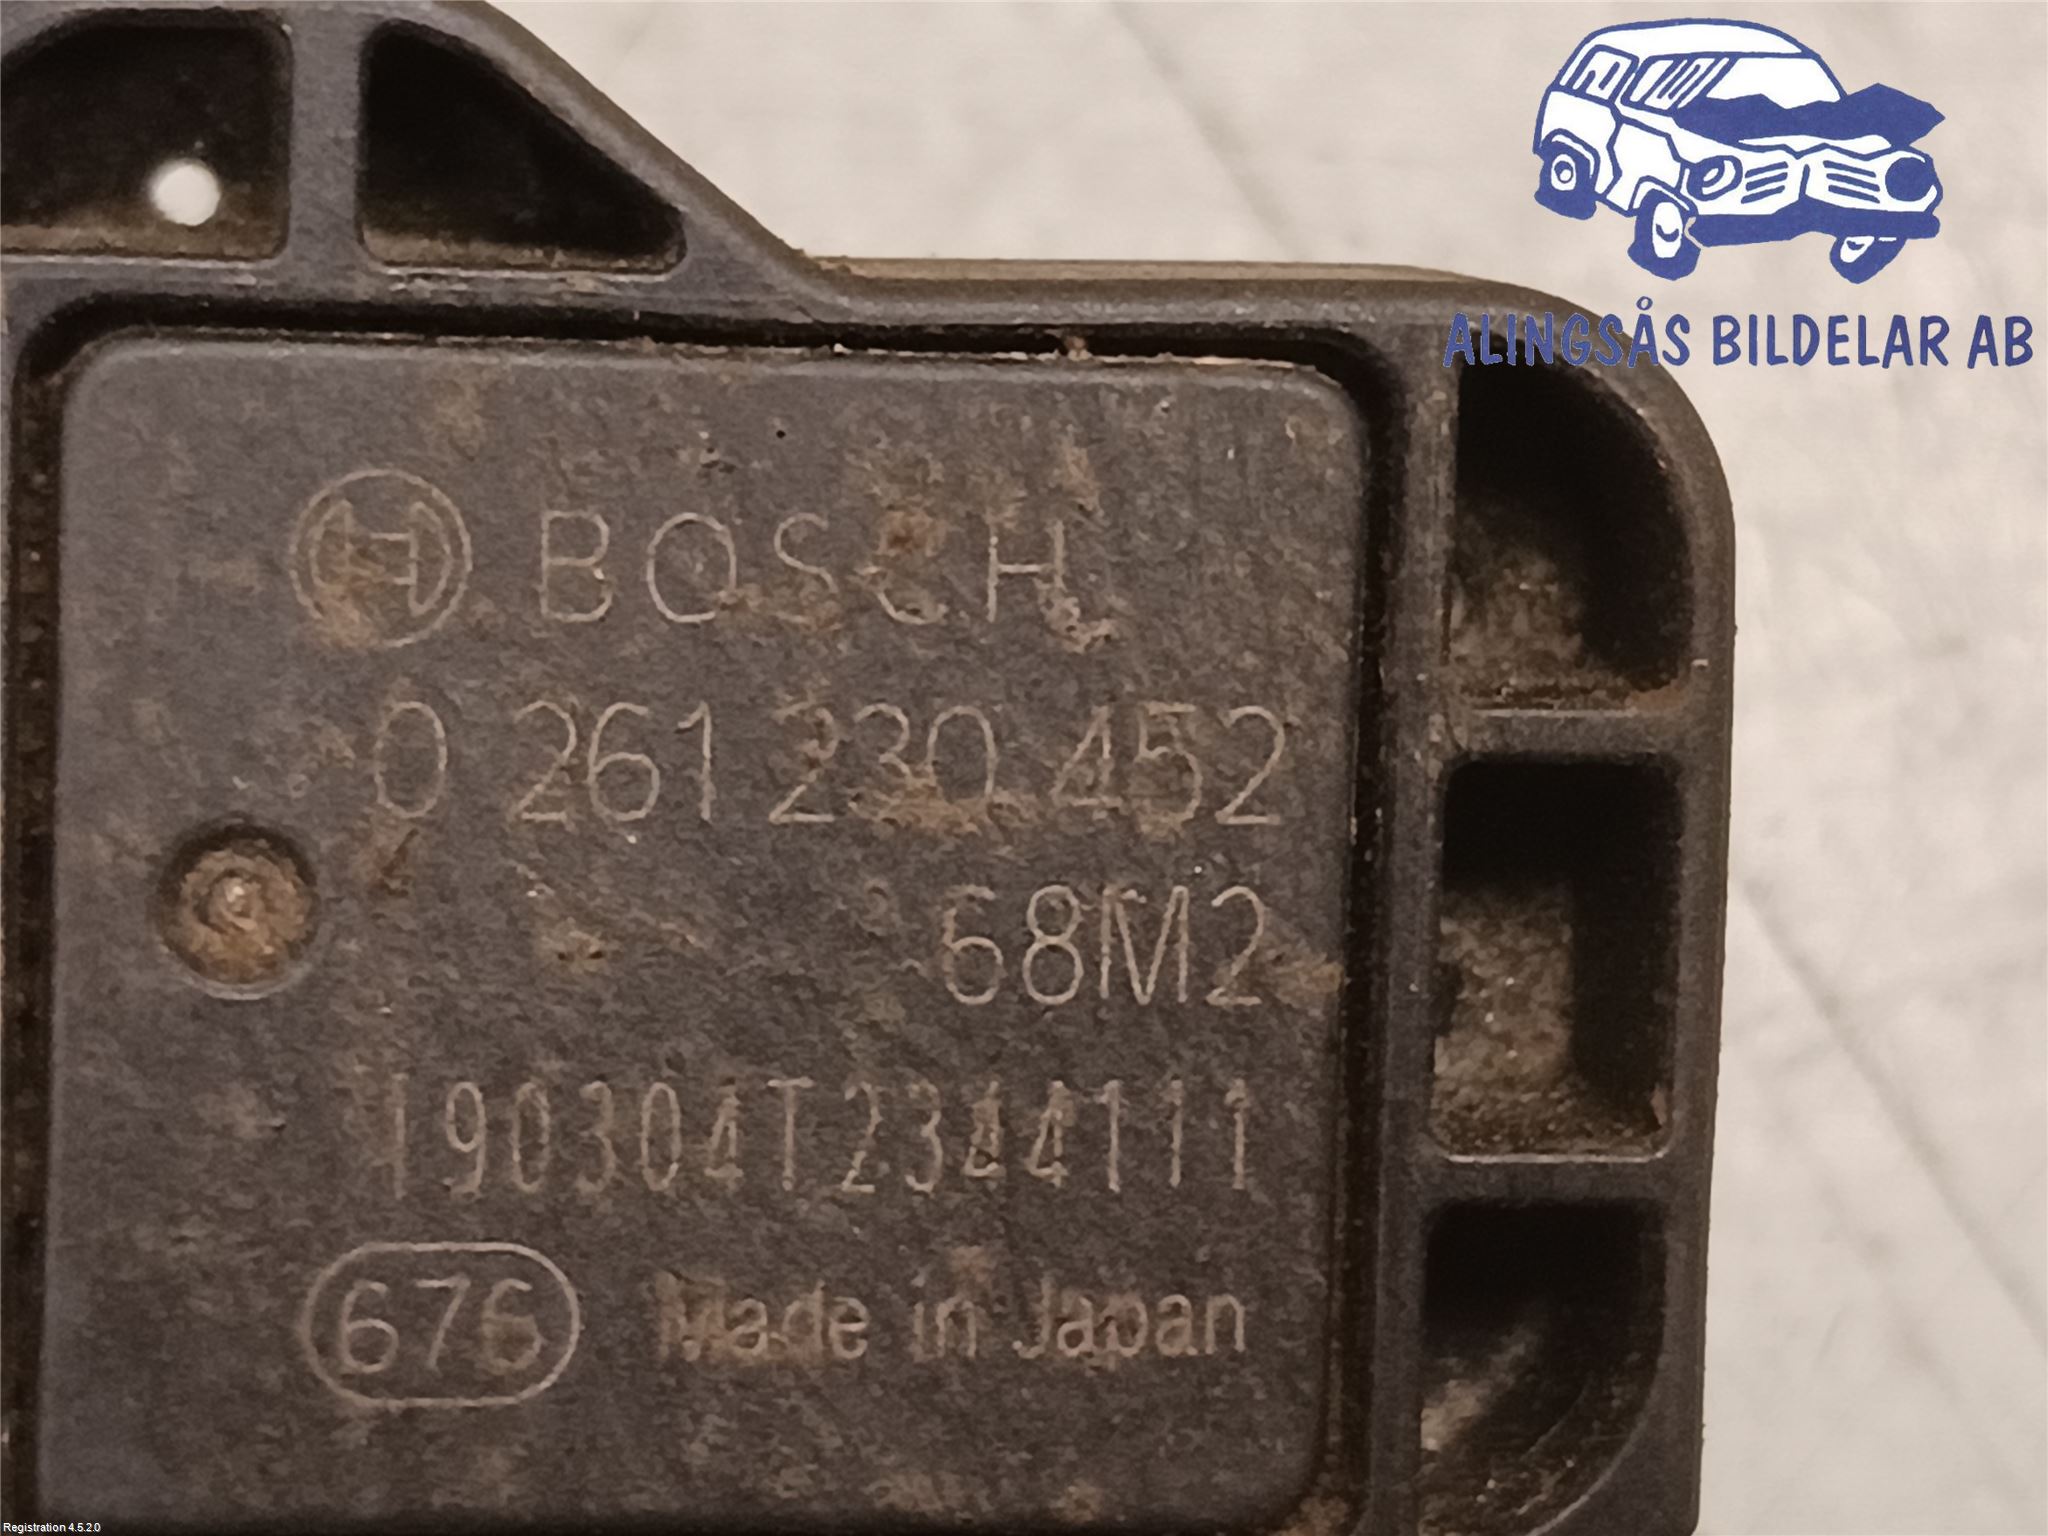 ALINGSÅS BILDELAR AB
BOSCH
0 261 230 452
68M2
190304T2344111
676 Made in Japan
Registration 4.5.2.0